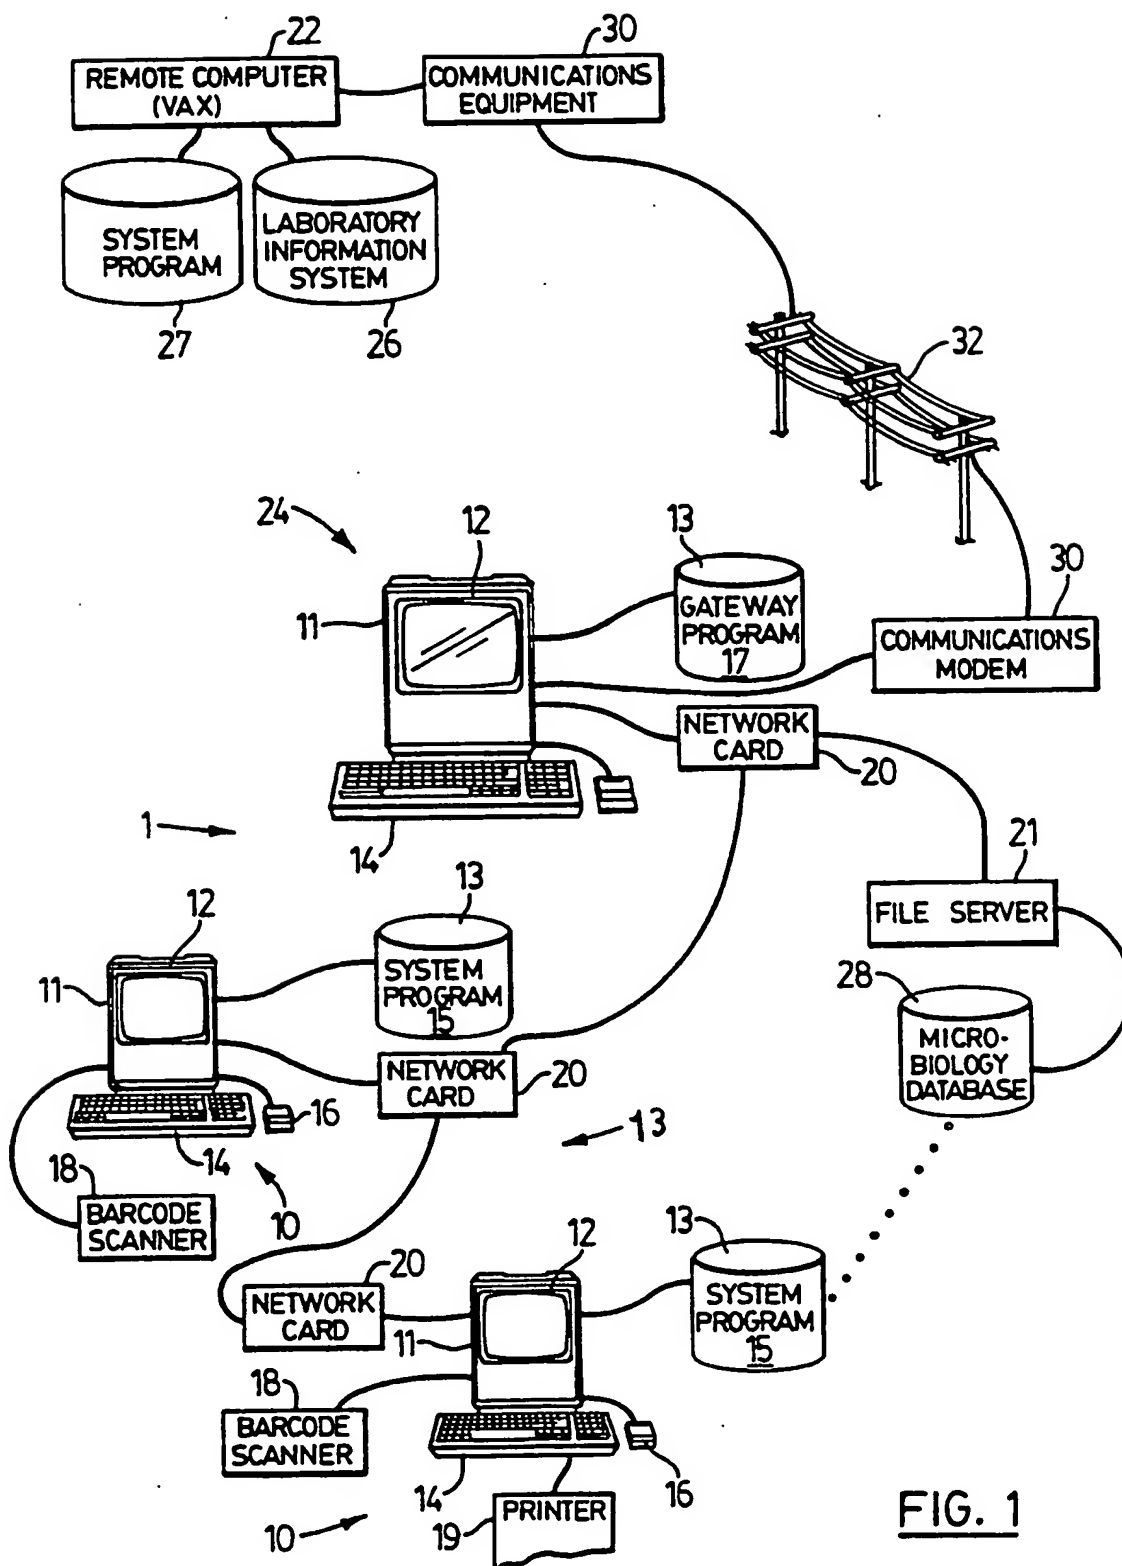 22
REMOTE COMPUTER
(VAX)
30
COMMUNICATIONS
EQUIPMENT
SYSTEM
PROGRAM
27
LABORATORY
INFORMATION
SYSTEM
26
32
24
12
11
13
GATEWAY
PROGRAM
17
30
COMMUNICATIONS
MODEM
NETWORK
CARD
20
14
1
21
FILE SERVER
12
11
13
SYSTEM
PROGRAM
15
28
MICRO-
BIOLOGY
DATABASE
NETWORK
CARD
20
16
14
13
18
BARCODE
SCANNER
10
20
NETWORK
CARD
12
11
13
SYSTEM
PROGRAM
15
18
BARCODE
SCANNER
14
16
10
19
PRINTER
FIG. 1